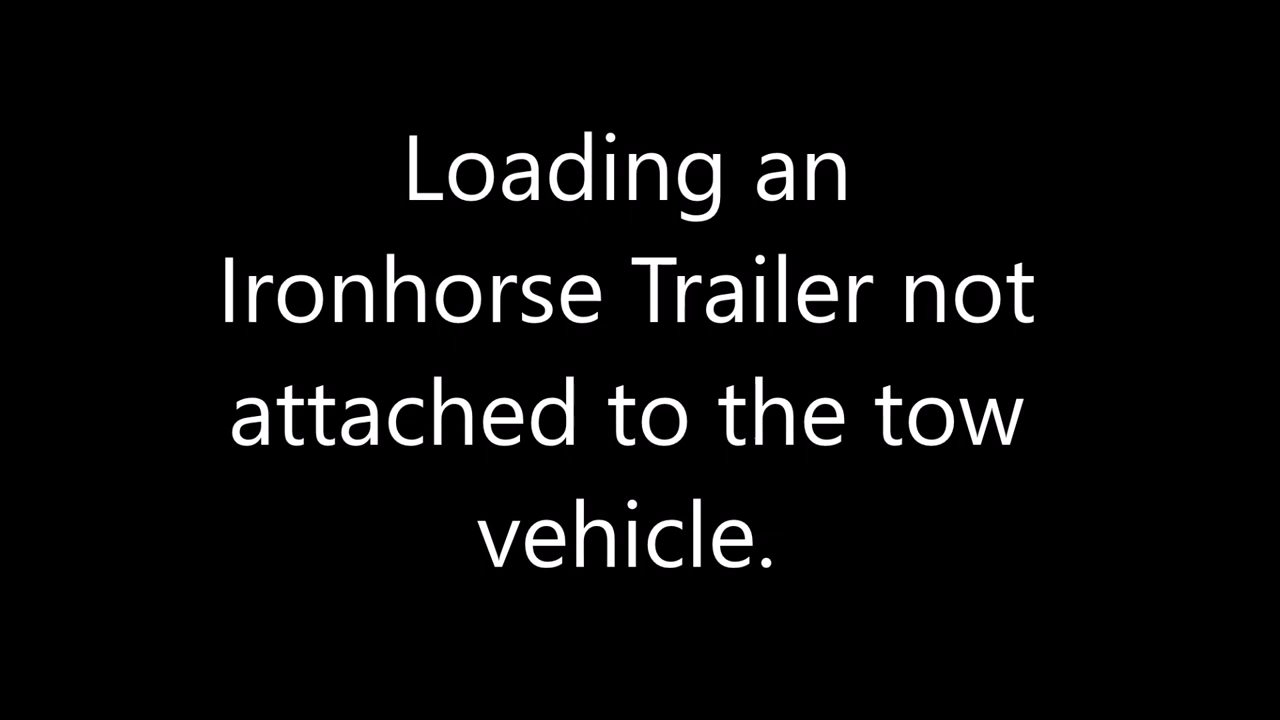 Loading an
Ironhorse Trailer not
attached to the tow
vehicle.